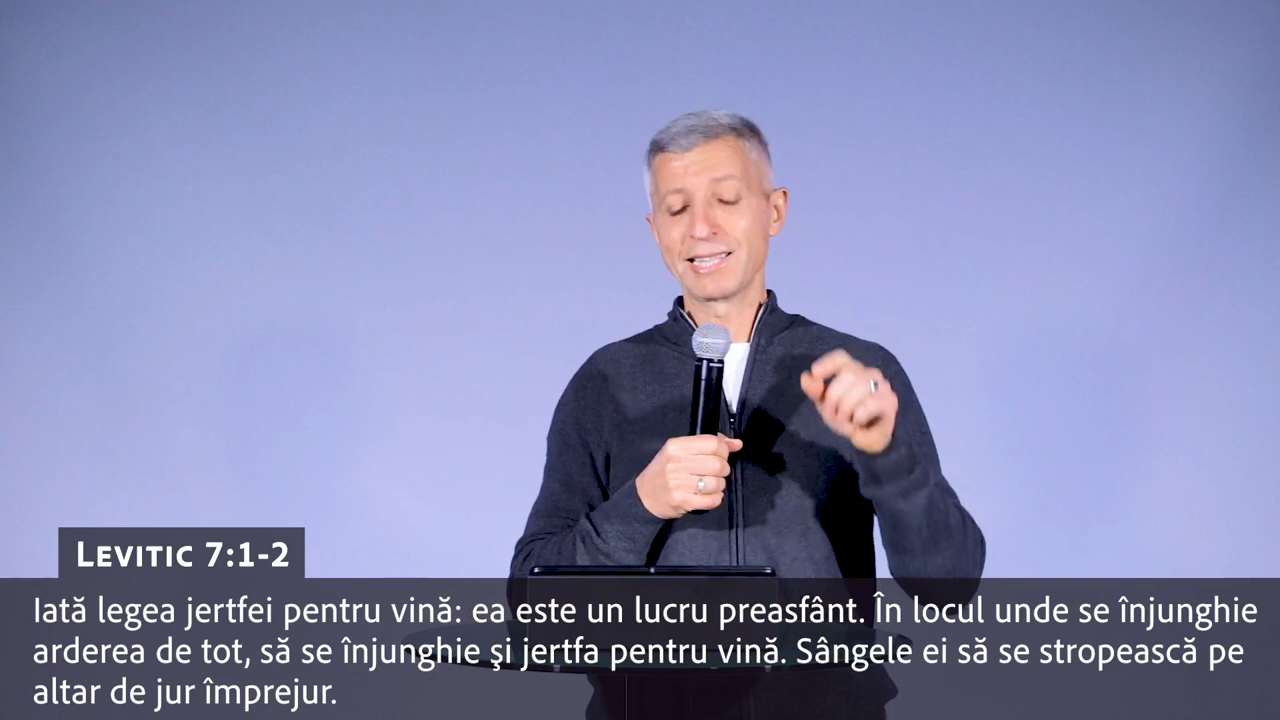 Levitic 7:1-2
Iată legea jertfei pentru vină: ea este un lucru preasfânt. În locul unde se înjunghie
arderea de tot, să se înjunghie şi jertfa pentru vină. Sângele ei să se stropească pe
altar de jur împrejur.